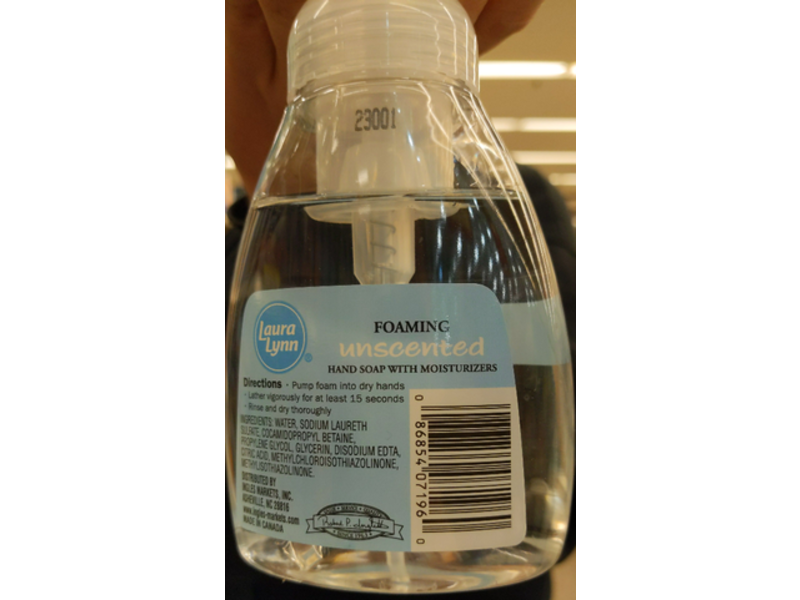 23001
Laura
Lynn
®
FOAMING
unscented
HAND SOAP WITH MOISTURIZERS
Directions - Pump foam into dry hands
- Lather vigorously for at least 15 seconds
- Rinse and dry thoroughly
INGREDIENTS: WATER, SODIUM LAURETH
SULFATE, COCAMIDOPROPYL BETAINE,
PROPYLENE GLYCOL, GLYCERIN, DISODIUM EDTA,
CITRIC ACID, METHYLCHLOROISOTHIAZOLINONE,
METHYLISOTHIAZOLINONE.
DISTRIBUTED BY
INGLES MARKETS, INC.
ASHEVILLE, NC 28816
www.ingles-markets.com
MADE IN CANADA
SINCE 1963
0 86854 07196 0